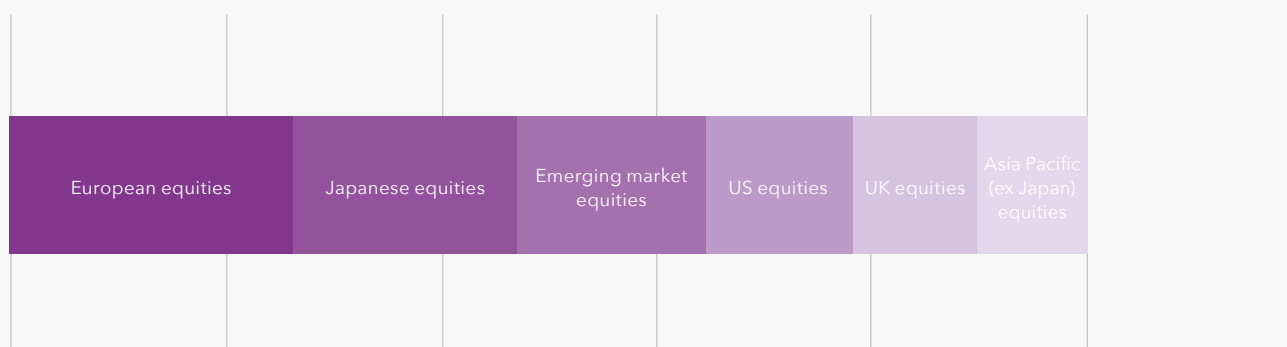 European equities
Japanese equities
Emerging market
equities
US equities
UK equities
Asia Pacific
(ex Japan)
equities